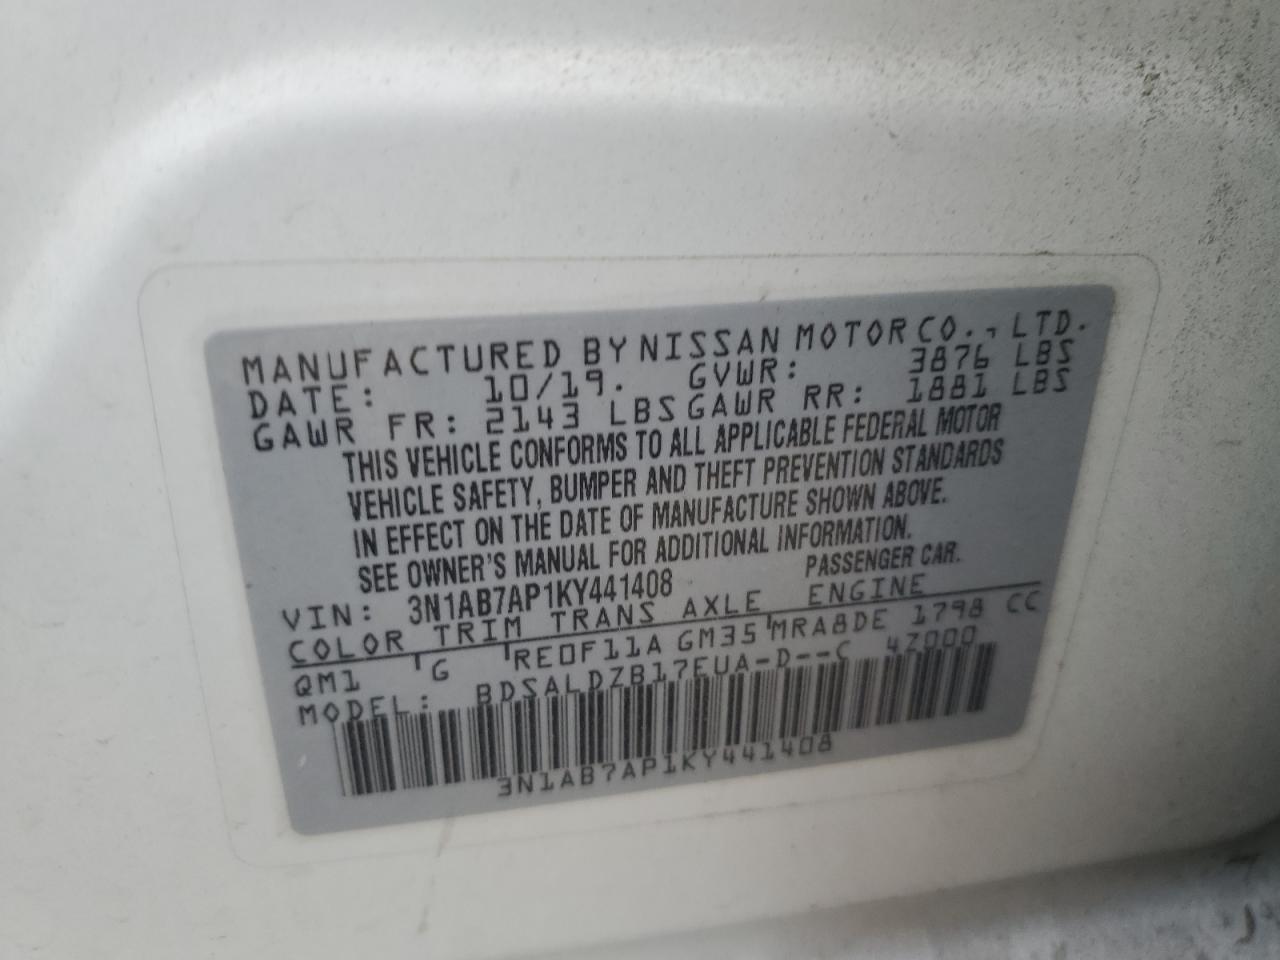 MANUFACTURED BY NISSAN MOTOR CO., LTD.
DATE: 10/19. GVWR: 3876 LBS
GAWR FR: 2143 LBS GAWR RR: 1881 LBS
THIS VEHICLE CONFORMS TO ALL APPLICABLE FEDERAL MOTOR
VEHICLE SAFETY, BUMPER AND THEFT PREVENTION STANDARDS
IN EFFECT ON THE DATE OF MANUFACTURE SHOWN ABOVE.
SEE OWNER'S MANUAL FOR ADDITIONAL INFORMATION.
VIN: 3N1AB7AP1KY441408 PASSENGER CAR.
COLOR TRIM TRANS AXLE ENGINE
QM1 G RE0F11A GM35 MRA8DE 1798 CC
MODEL: BDSALDZB17EUA-D--C 4Z000
3N1AB7AP1KY441408